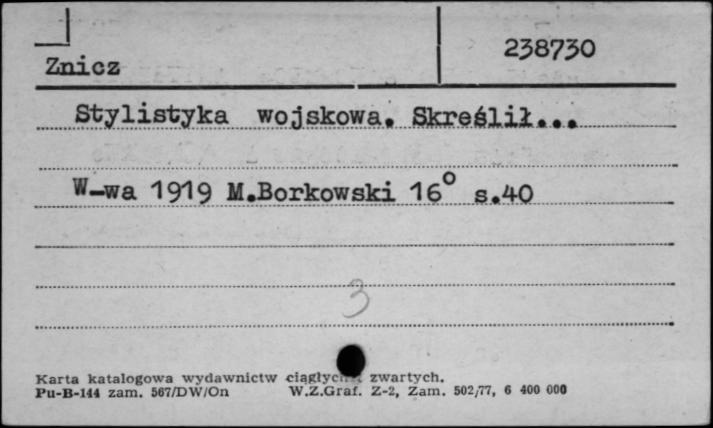 238730
Znicz
Stylistyka wojskowa. Skreślił...
W-wa 1919 M.Borkowski 16° s.40
3
Karta katalogowa wydawnictw ciągłych zwartych.
Pu-B-144 zam. 567/DW/On W.Z.Graf. Z-2, Zam. 502/77, 6 400 000